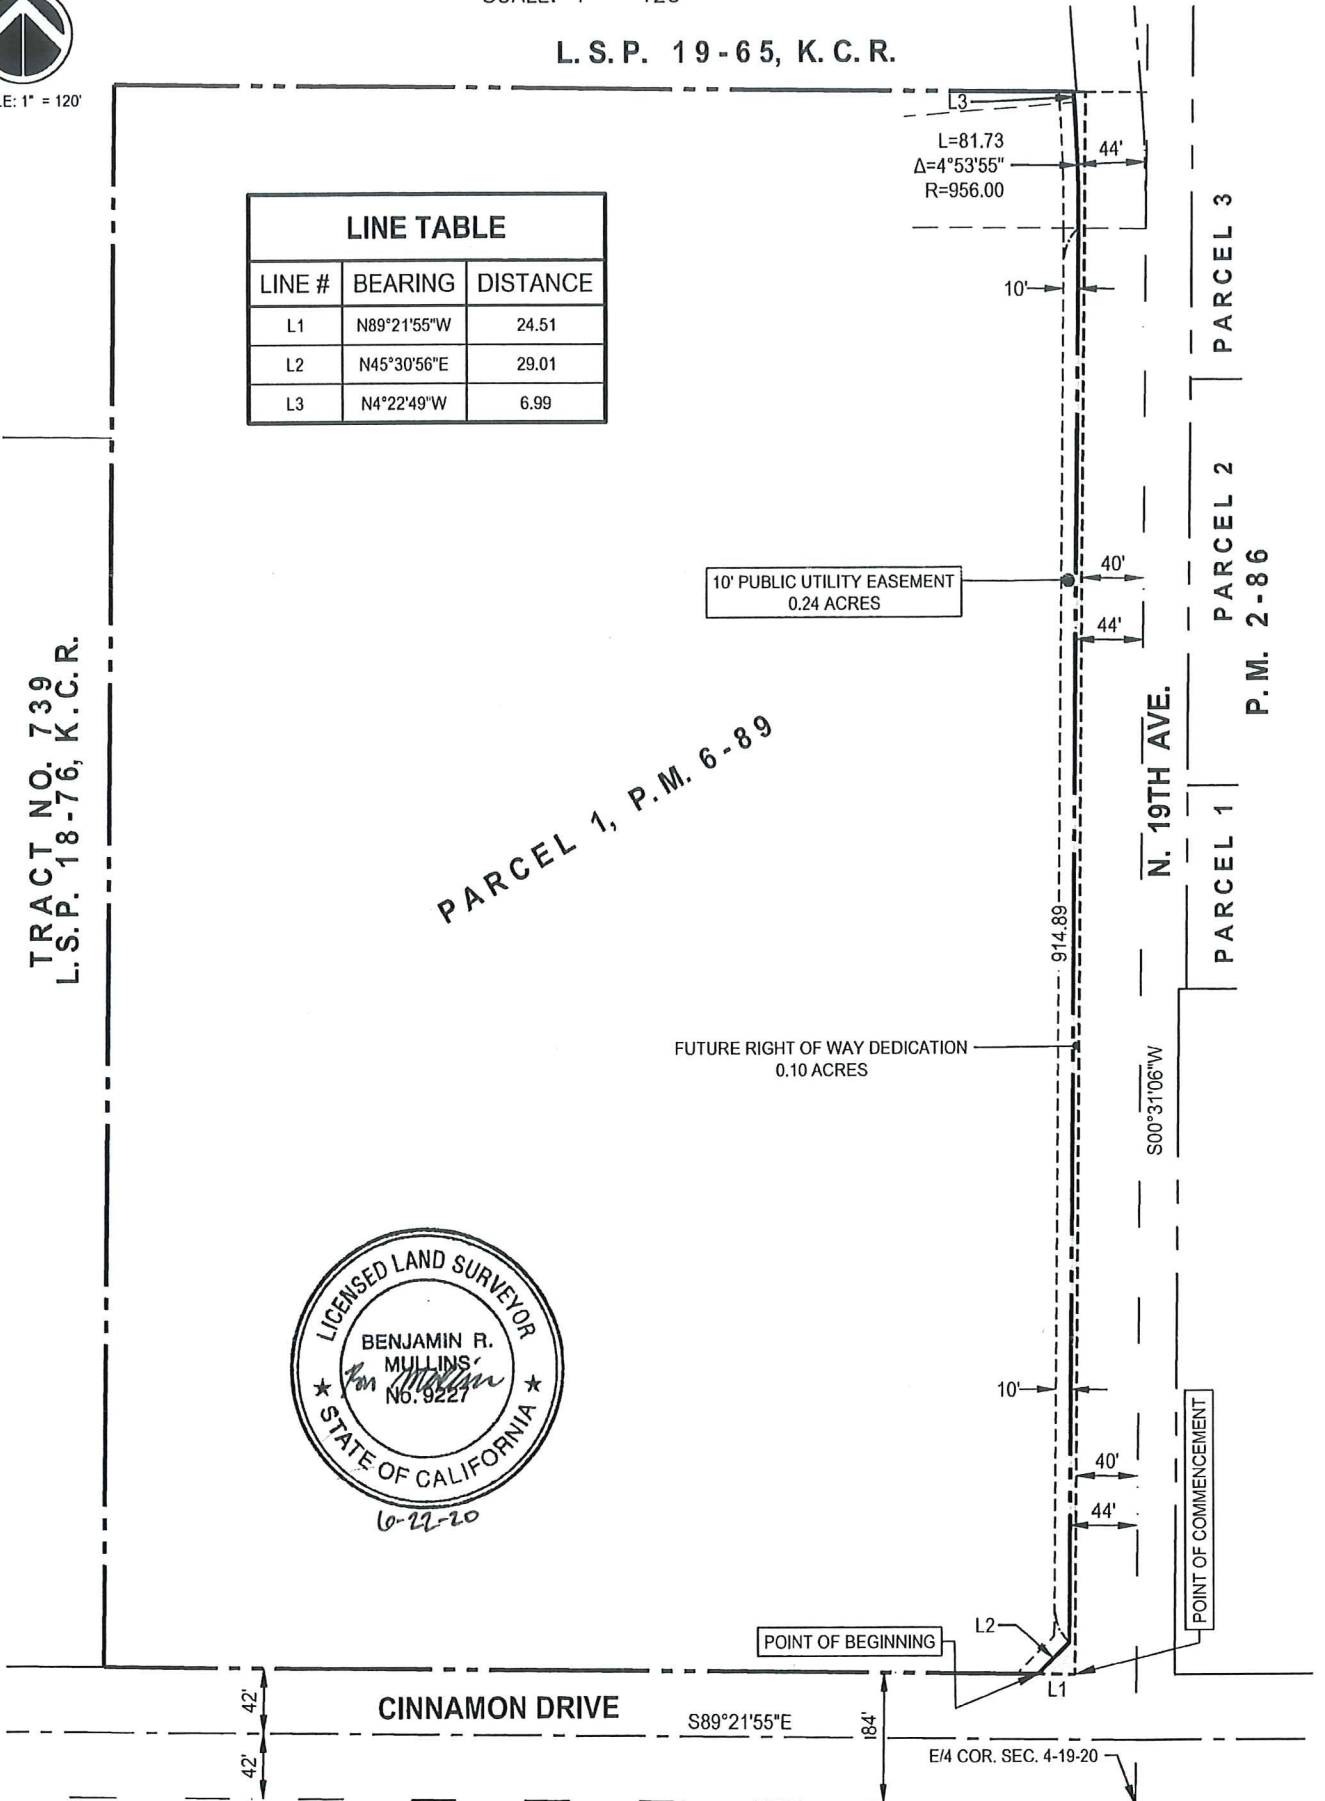 L.S.P. 19-65, K.C.R.
E: 1" = 120'
L3
L=81.73
Δ=4°53'55"
R=956.00
44'
LINE TABLE
LINE # BEARING DISTANCE
L1 N89°21'55"W 24.51
L2 N45°30'56"E 29.01
L3 N4°22'49"W 6.99
10'
PARCEL 3
PARCEL 2
P.M. 2-86
PARCEL 1
10' PUBLIC UTILITY EASEMENT
0.24 ACRES
40'
44'
N. 19TH AVE.
TRACT NO. 739
L.S.P. 18-76, K.C.R.
PARCEL 1, P.M. 6-89
914.89
FUTURE RIGHT OF WAY DEDICATION
0.10 ACRES
S00°31'06"W
LICENSED LAND SURVEYOR
BENJAMIN R.
MULLINS
Ben Mullins
No. 9227
STATE OF CALIFORNIA
6-22-20
10'
40'
44'
POINT OF COMMENCEMENT
POINT OF BEGINNING
L2
L1
42'
CINNAMON DRIVE
S89°21'55"E
84'
42'
E/4 COR. SEC. 4-19-20